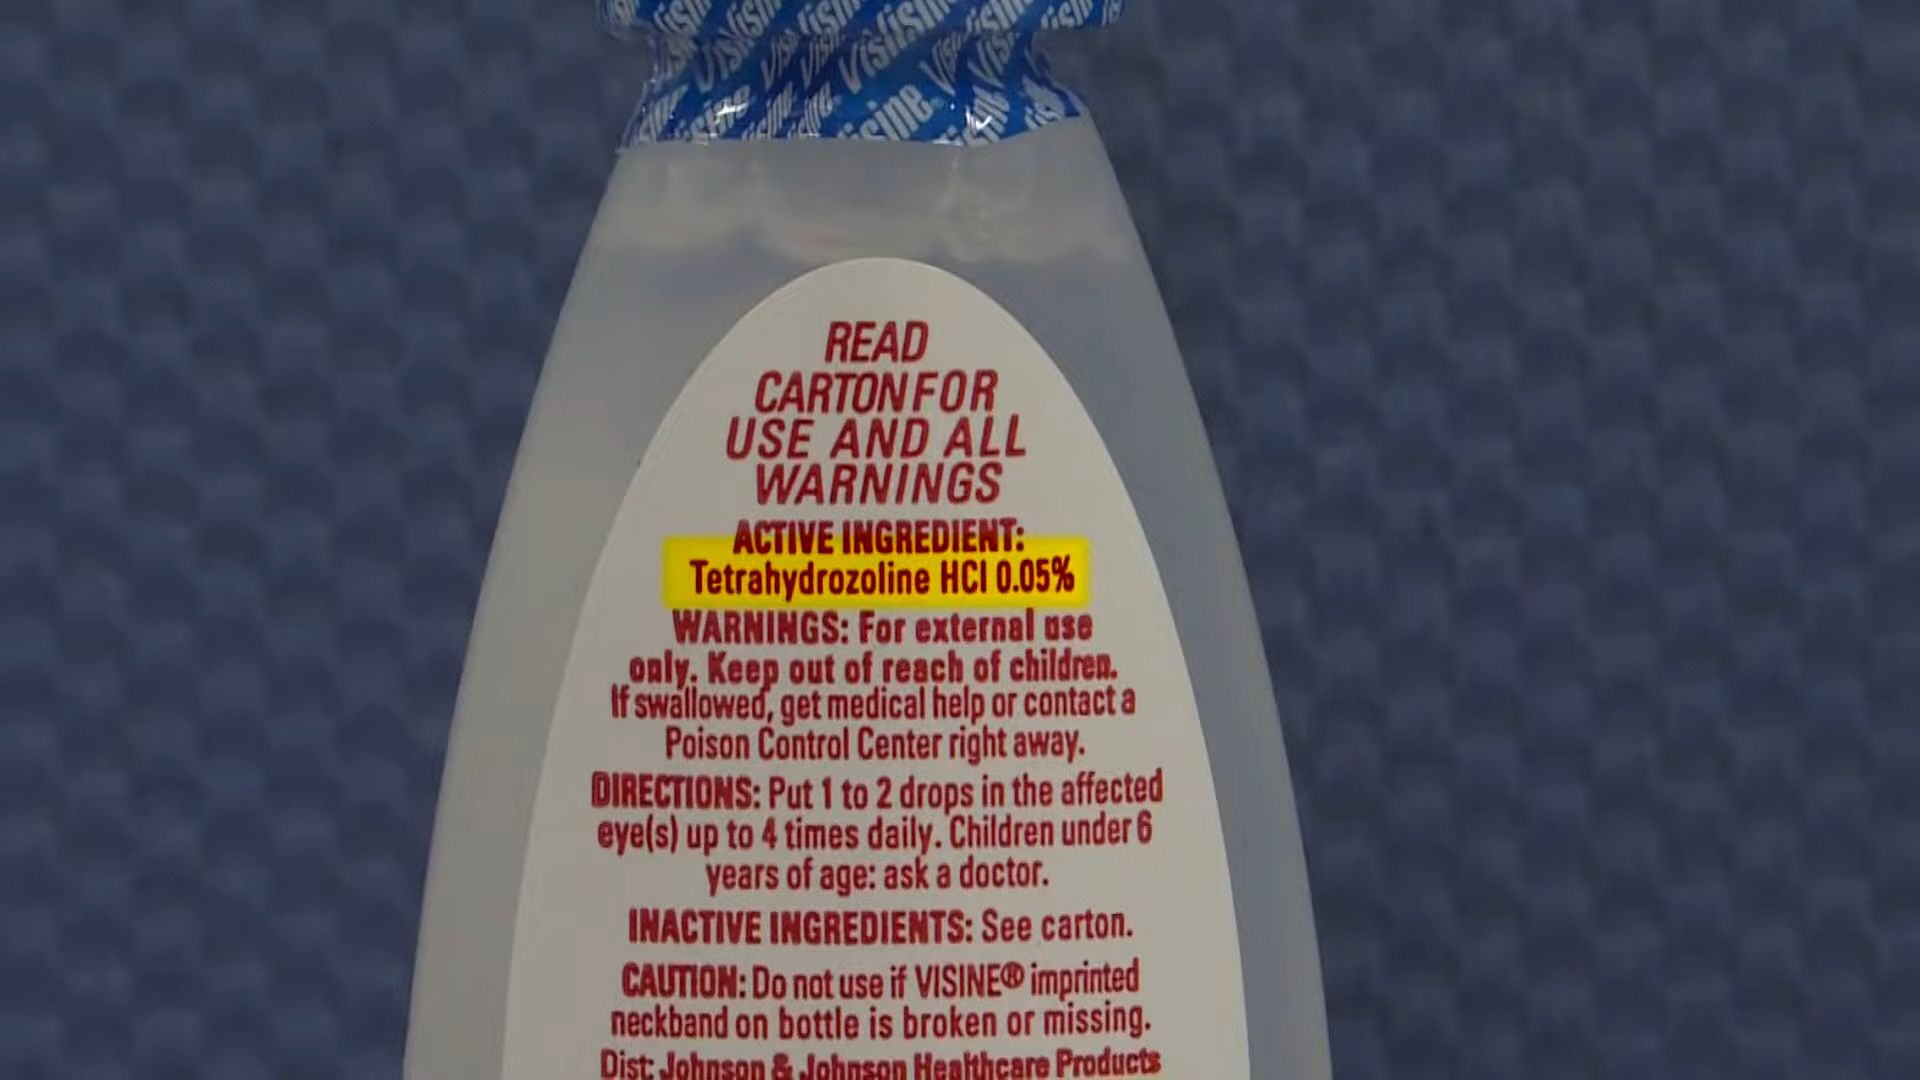 Visine
READ
CARTON FOR
USE AND ALL
WARNINGS
ACTIVE INGREDIENT:
Tetrahydrozoline HCl 0.05%
WARNINGS: For external use
only. Keep out of reach of children.
If swallowed, get medical help or contact a
Poison Control Center right away.
DIRECTIONS: Put 1 to 2 drops in the affected
eye(s) up to 4 times daily. Children under 6
years of age: ask a doctor.
INACTIVE INGREDIENTS: See carton.
CAUTION: Do not use if VISINE® imprinted
neckband on bottle is broken or missing.
Dist: Johnson & Johnson Healthcare Products